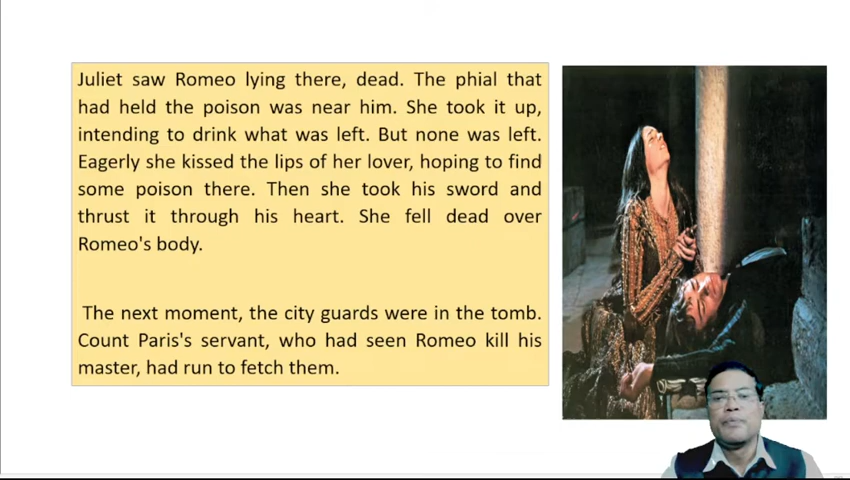 Juliet saw Romeo lying there, dead. The phial that
had held the poison was near him. She took it up,
intending to drink what was left. But none was left.
Eagerly she kissed the lips of her lover, hoping to find
some poison there. Then she took his sword and
thrust it through his heart. She fell dead over
Romeo's body.
The next moment, the city guards were in the tomb.
Count Paris's servant, who had seen Romeo kill his
master, had run to fetch them.